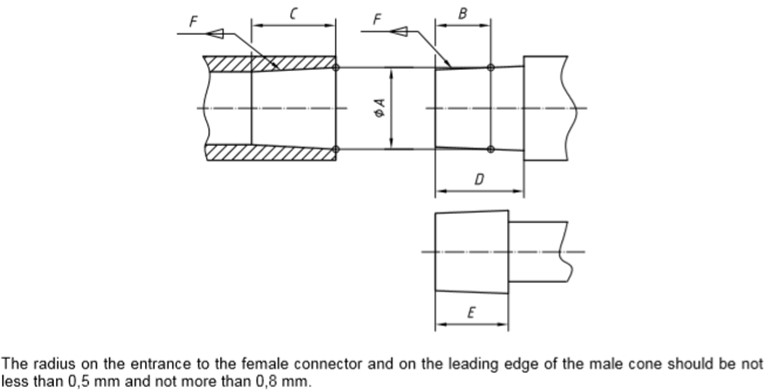 F
C
F
B
φA
D
E
The radius on the entrance to the female connector and on the leading edge of the male cone should be not
less than 0,5 mm and not more than 0,8 mm.